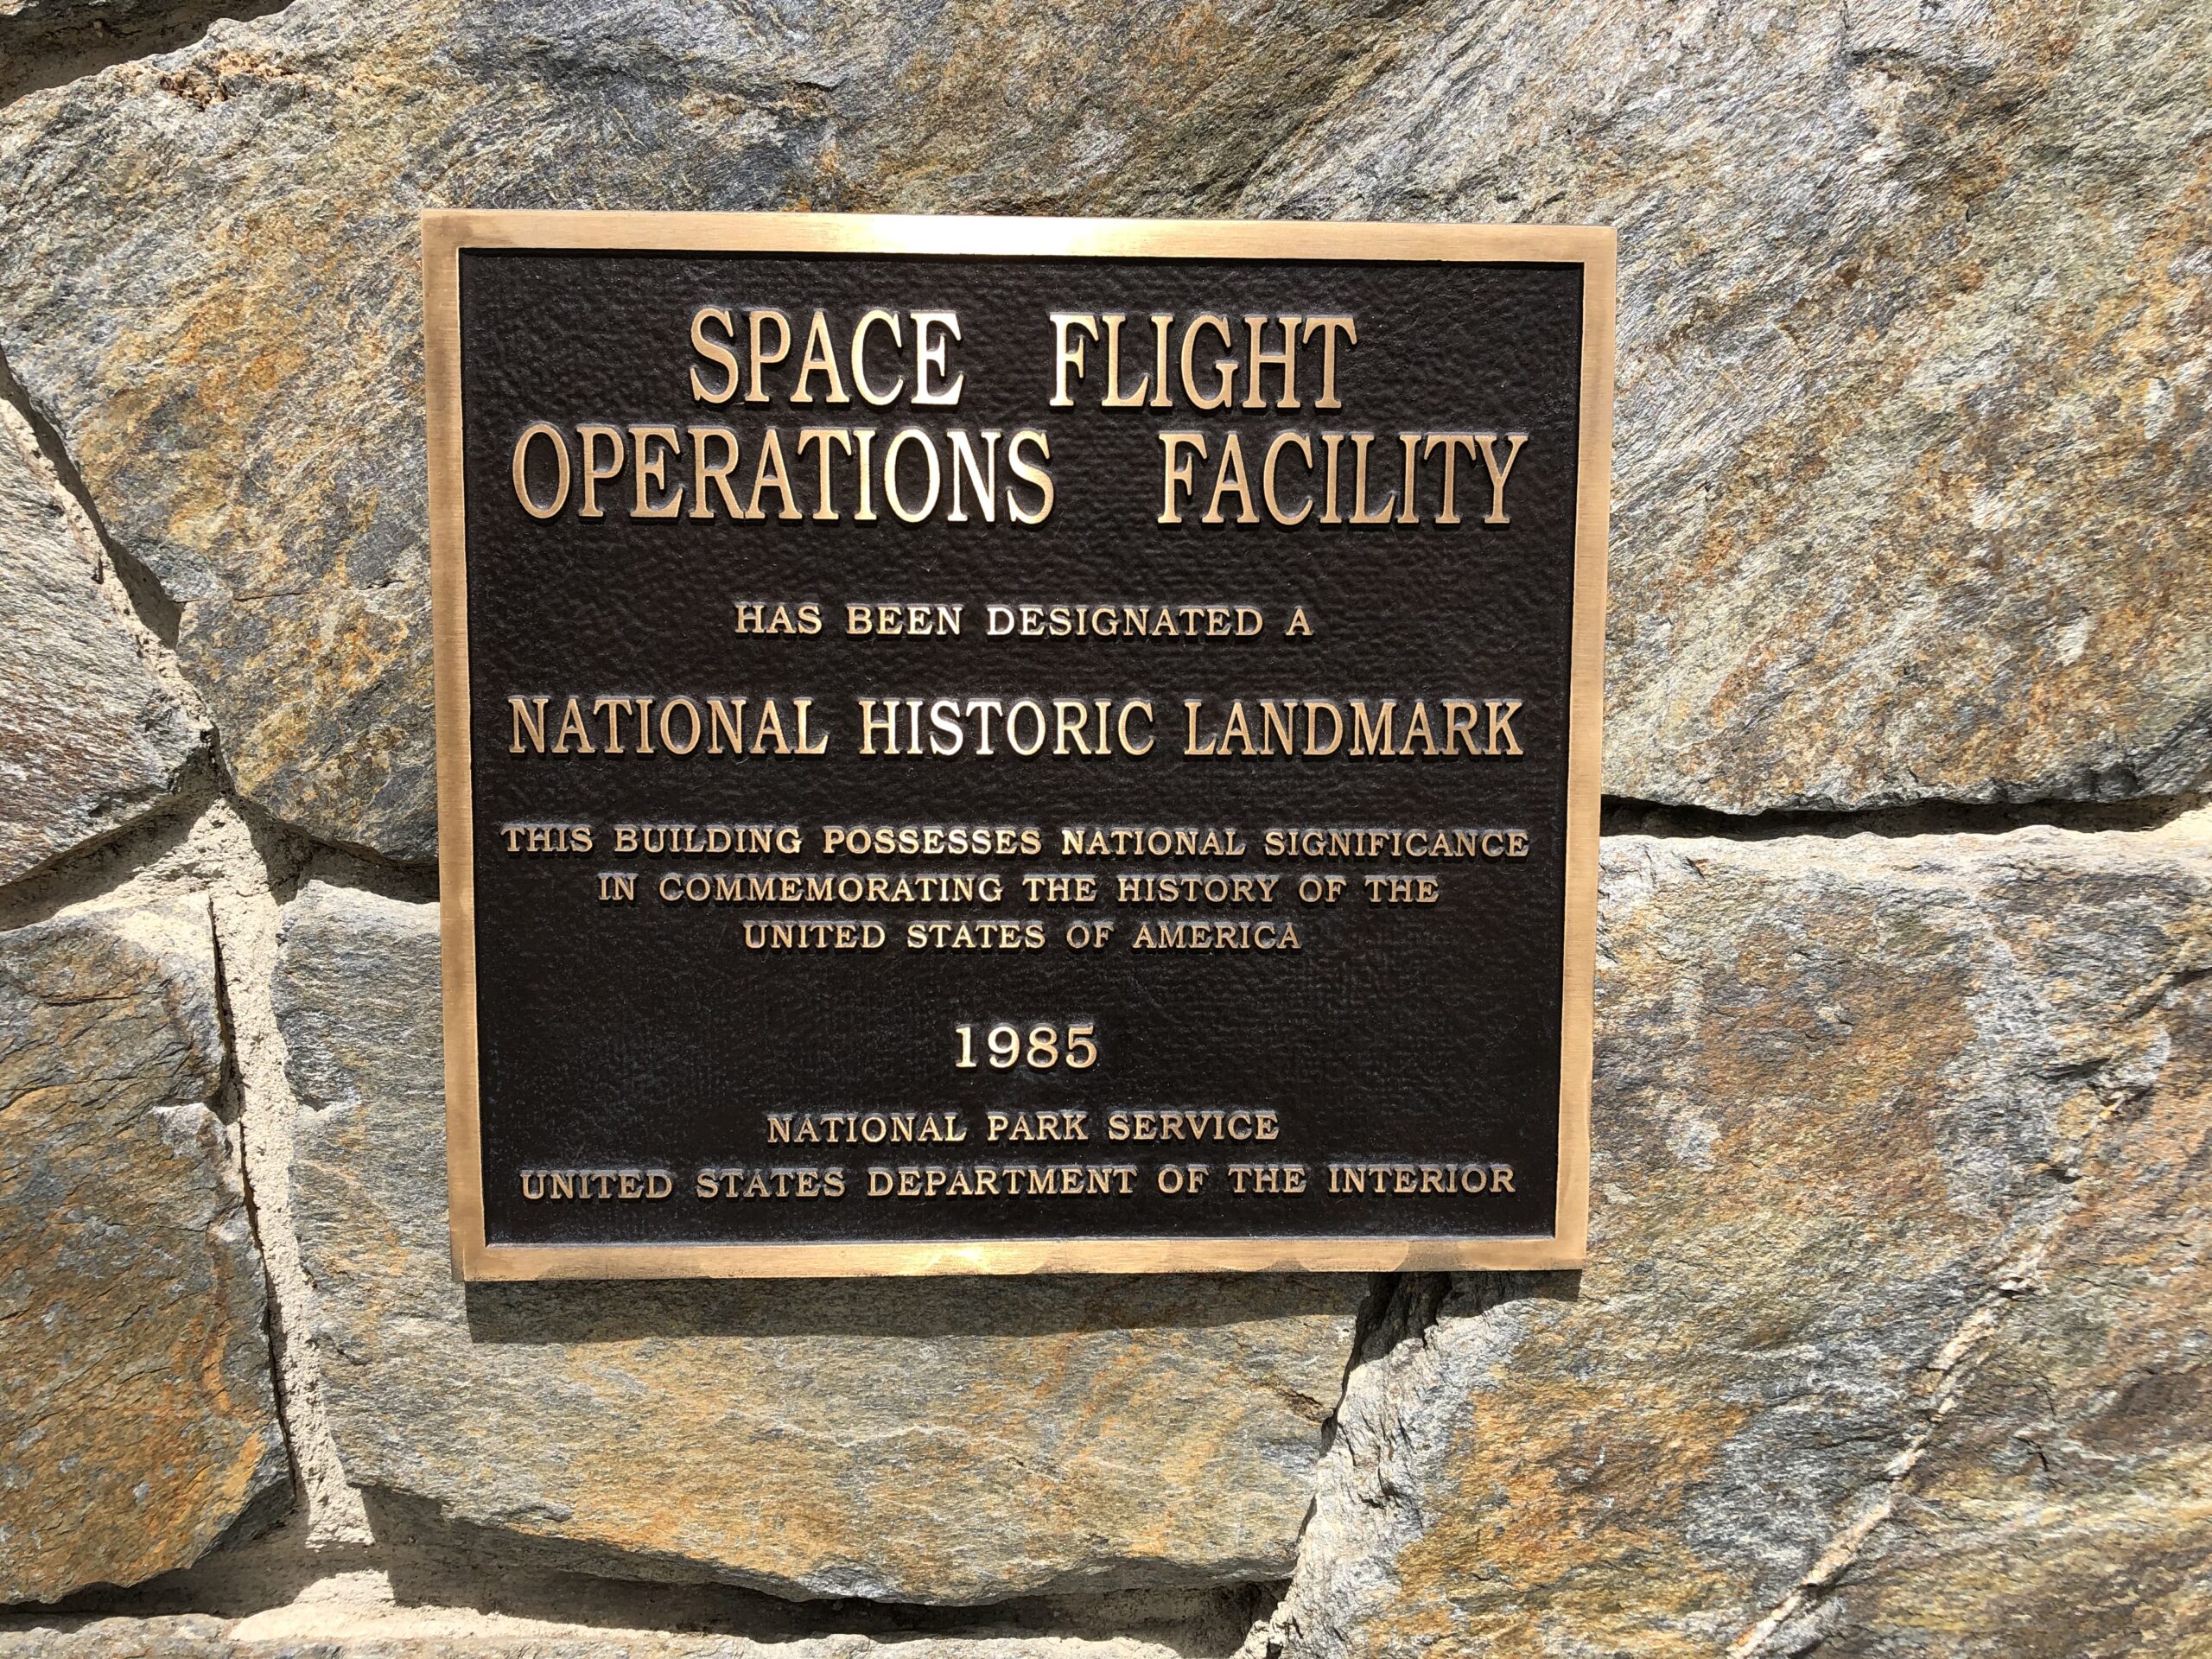 SPACE FLIGHT
OPERATIONS FACILITY
HAS BEEN DESIGNATED A
NATIONAL HISTORIC LANDMARK
THIS BUILDING POSSESSES NATIONAL SIGNIFICANCE
IN COMMEMORATING THE HISTORY OF THE
UNITED STATES OF AMERICA
1985
NATIONAL PARK SERVICE
UNITED STATES DEPARTMENT OF THE INTERIOR